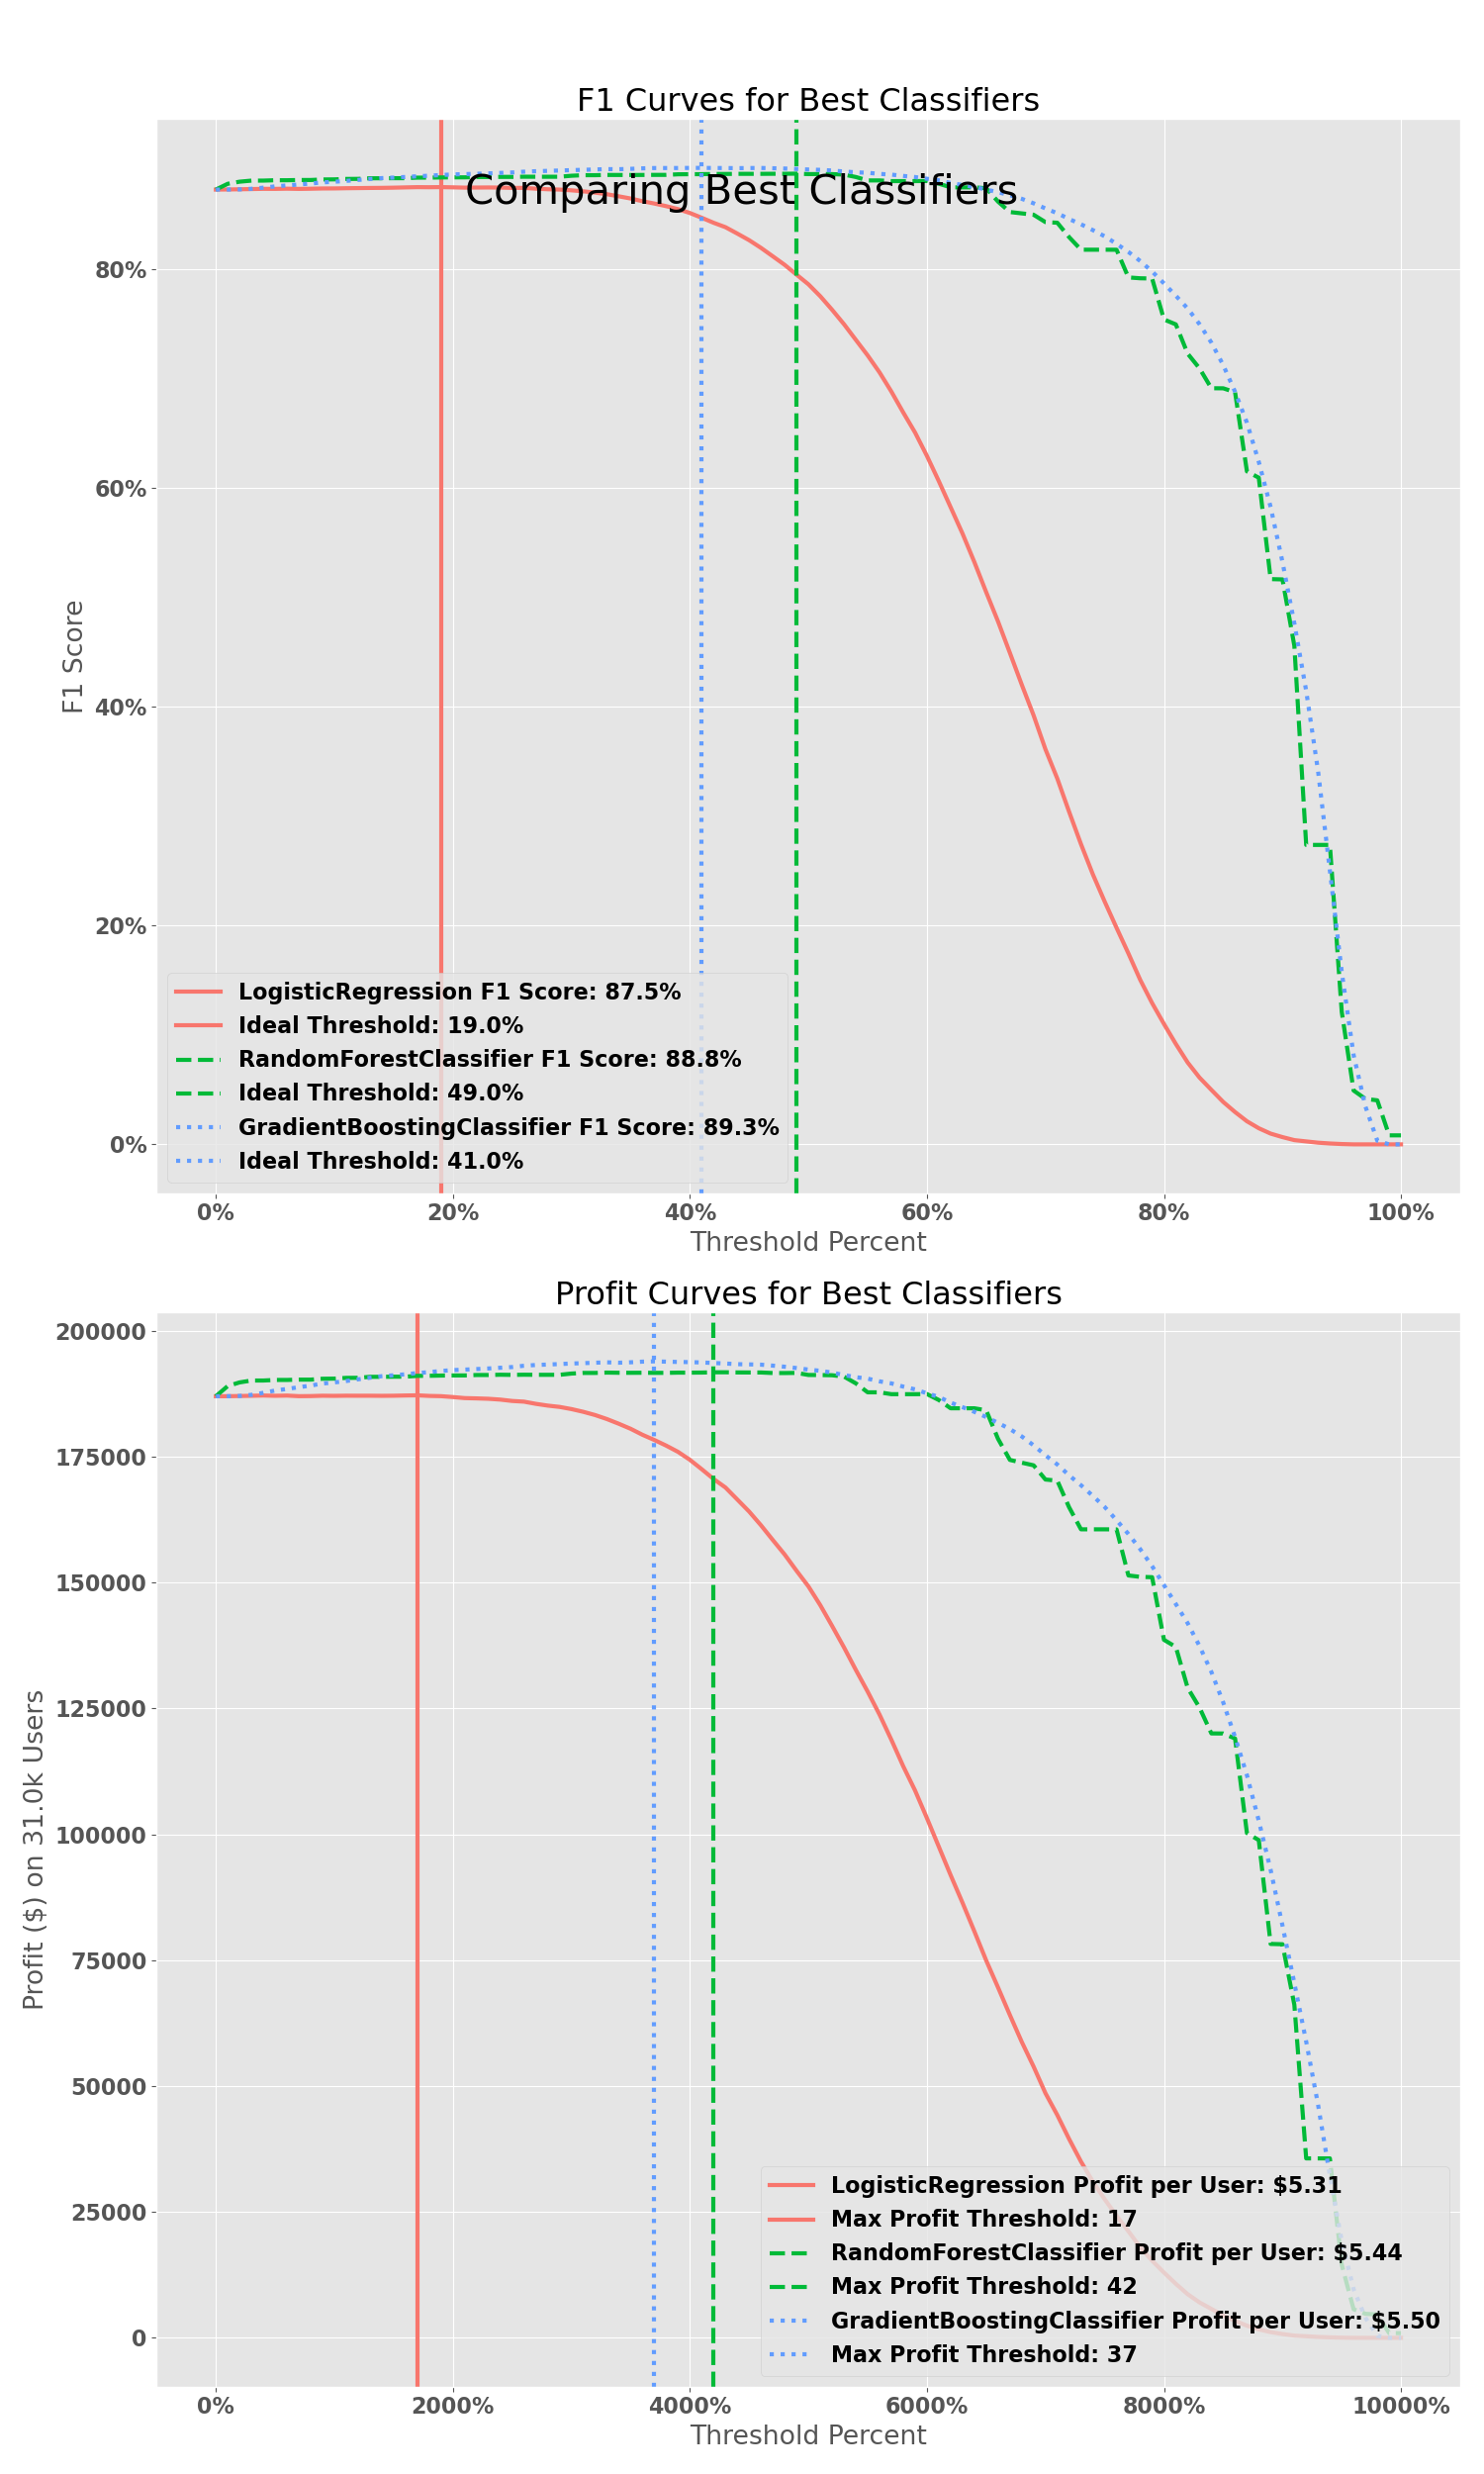 F1 Curves for Best Classifiers
Comparing Best Classifiers
80%
60%
40%
20%
0%
F1 Score
LogisticRegression F1 Score: 87.5%
Ideal Threshold: 19.0%
RandomForestClassifier F1 Score: 88.8%
Ideal Threshold: 49.0%
GradientBoostingClassifier F1 Score: 89.3%
Ideal Threshold: 41.0%
0% 20% 40% 60% 80% 100%
Threshold Percent
Profit Curves for Best Classifiers
200000
175000
150000
125000
100000
75000
50000
25000
0
Profit ($) on 31.0k Users
LogisticRegression Profit per User: $5.31
Max Profit Threshold: 17
RandomForestClassifier Profit per User: $5.44
Max Profit Threshold: 42
GradientBoostingClassifier Profit per User: $5.50
Max Profit Threshold: 37
0% 2000% 4000% 6000% 8000% 10000%
Threshold Percent